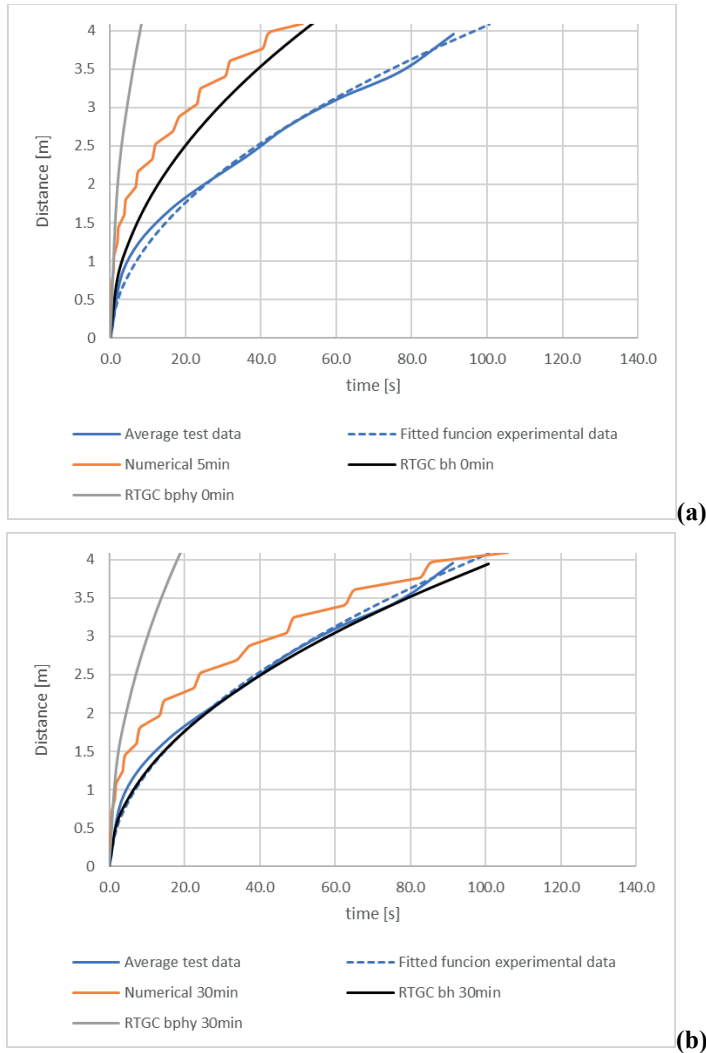 4
3.5
3
2.5
2
1.5
1
0.5
0
Distance [m]
0.0 20.0 40.0 60.0 80.0 100.0 120.0 140.0
time [s]
Average test data Fitted funcion experimental data
Numerical 5min RTGC bh 0min
RTGC bphy 0min
(a)
4
3.5
3
2.5
2
1.5
1
0.5
0
Distance [m]
0.0 20.0 40.0 60.0 80.0 100.0 120.0 140.0
time [s]
Average test data Fitted funcion experimental data
Numerical 30min RTGC bh 30min
RTGC bphy 30min
(b)